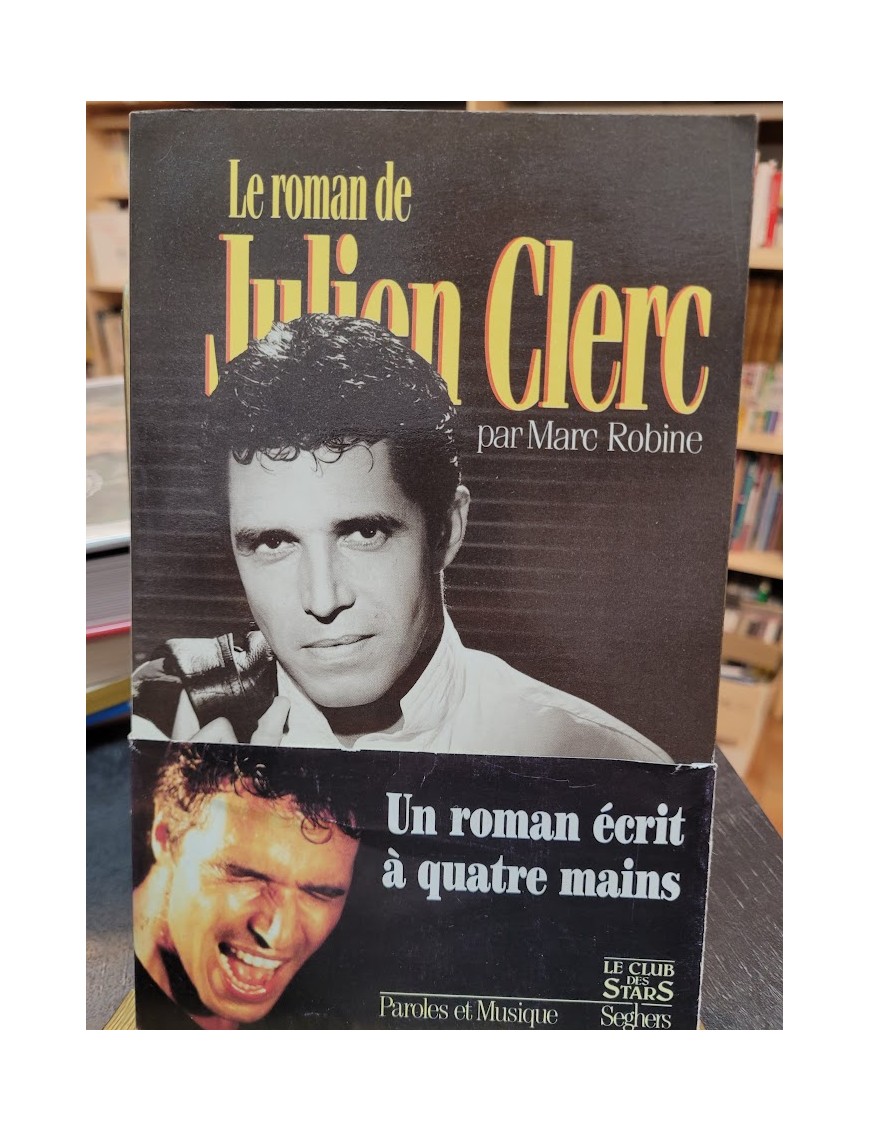 Le roman de
Julien Clerc
par Marc Robine
Un roman écrit
à quatre mains
LE CLUB
DES
STARS
Paroles et Musique
Seghers